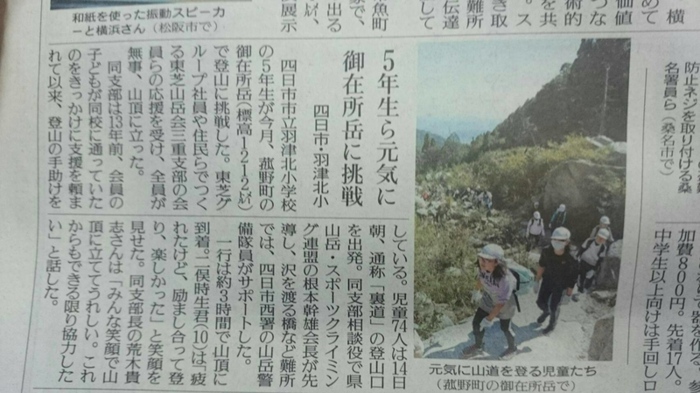 5年生ら元気に
御在所岳に挑戦
四日市・羽津北小
四日市市立羽津北小学校
の5年生が今月、菰野町の
御在所岳(標高1212㍍)
で登山に挑戦した。東芝グ
ループ社員や住民らでつく
る東芝山岳会三重支部の会
員らの応援を受け、全員が
無事、山頂に立った。
同支部は13年前、会員の
子どもが同校に通っていた
のをきっかけに支援を頼ま
れて以来、登山の手助けを
している。児童74人は14日
朝、通称「裏道」の登山口
を出発。同支部相談役で県
山岳・スポーツクライミン
グ連盟の根本幹雄会長が先
導し、沢を渡る橋など難所
では、四日市西署の山岳警
備隊員がサポートした。
一行は約3時間で山頂に
到着。二俣時生君(10)は「疲
れたけど、励まし合って登
り、楽しかった」と笑顔を
見せた。同支部長の荒木貴
志さんは「みんな笑顔で山
頂に立ててうれしい。これ
からもできる限り協力した
い」と話した。
元気に山道を登る児童たち
(菰野町の御在所岳で)
和紙を使った振動スピーカ
ーと横浜さん(松阪市で)
防止ネジを取り付ける桑
名署員ら(桑名市で)
加費800円。先着17人。
中学生以上向けは手回しロ